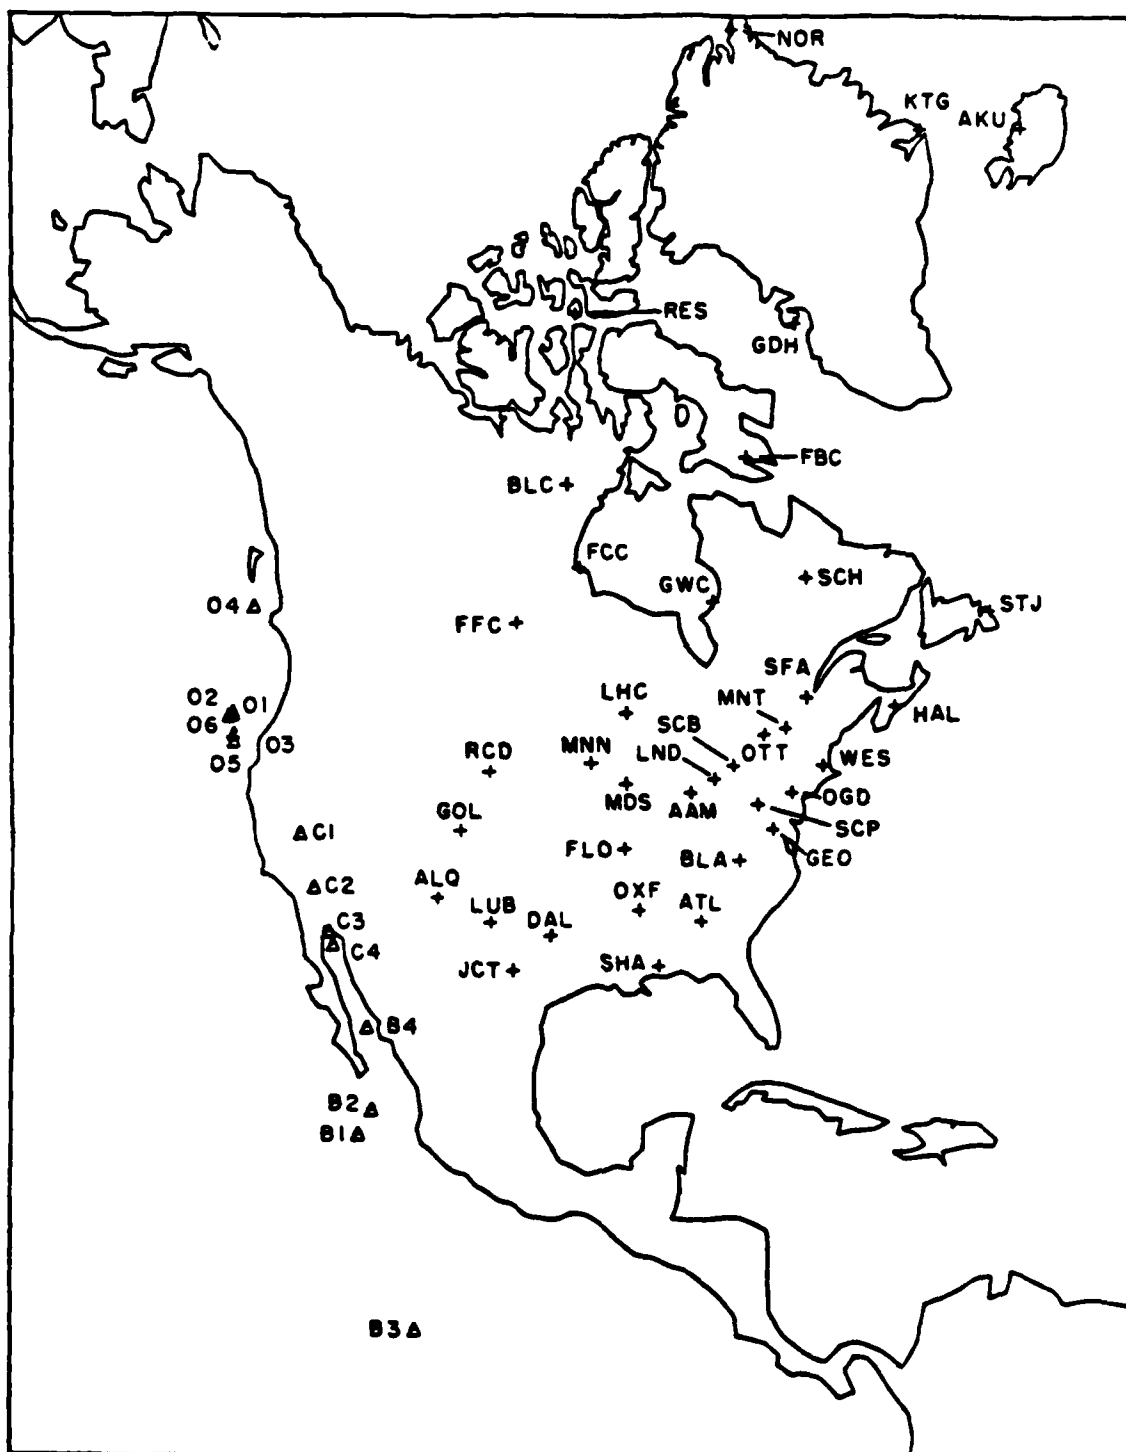 NOR
KTG
AKU
RES
GDH
FBC
BLC
FCC
GWC
SCH
O4
STJ
FFC
SFA
O2
O1
LHC
MNT
HAL
O6
SCB
O3
RCD
MNN
LND
OTT
WES
O5
MDS
AAM
OGD
GOL
SCP
C1
FLO
BLA
GEO
C2
ALQ
OXF
LUB
ATL
C3
DAL
C4
JCT
SHA
B4
B2
B1
B3